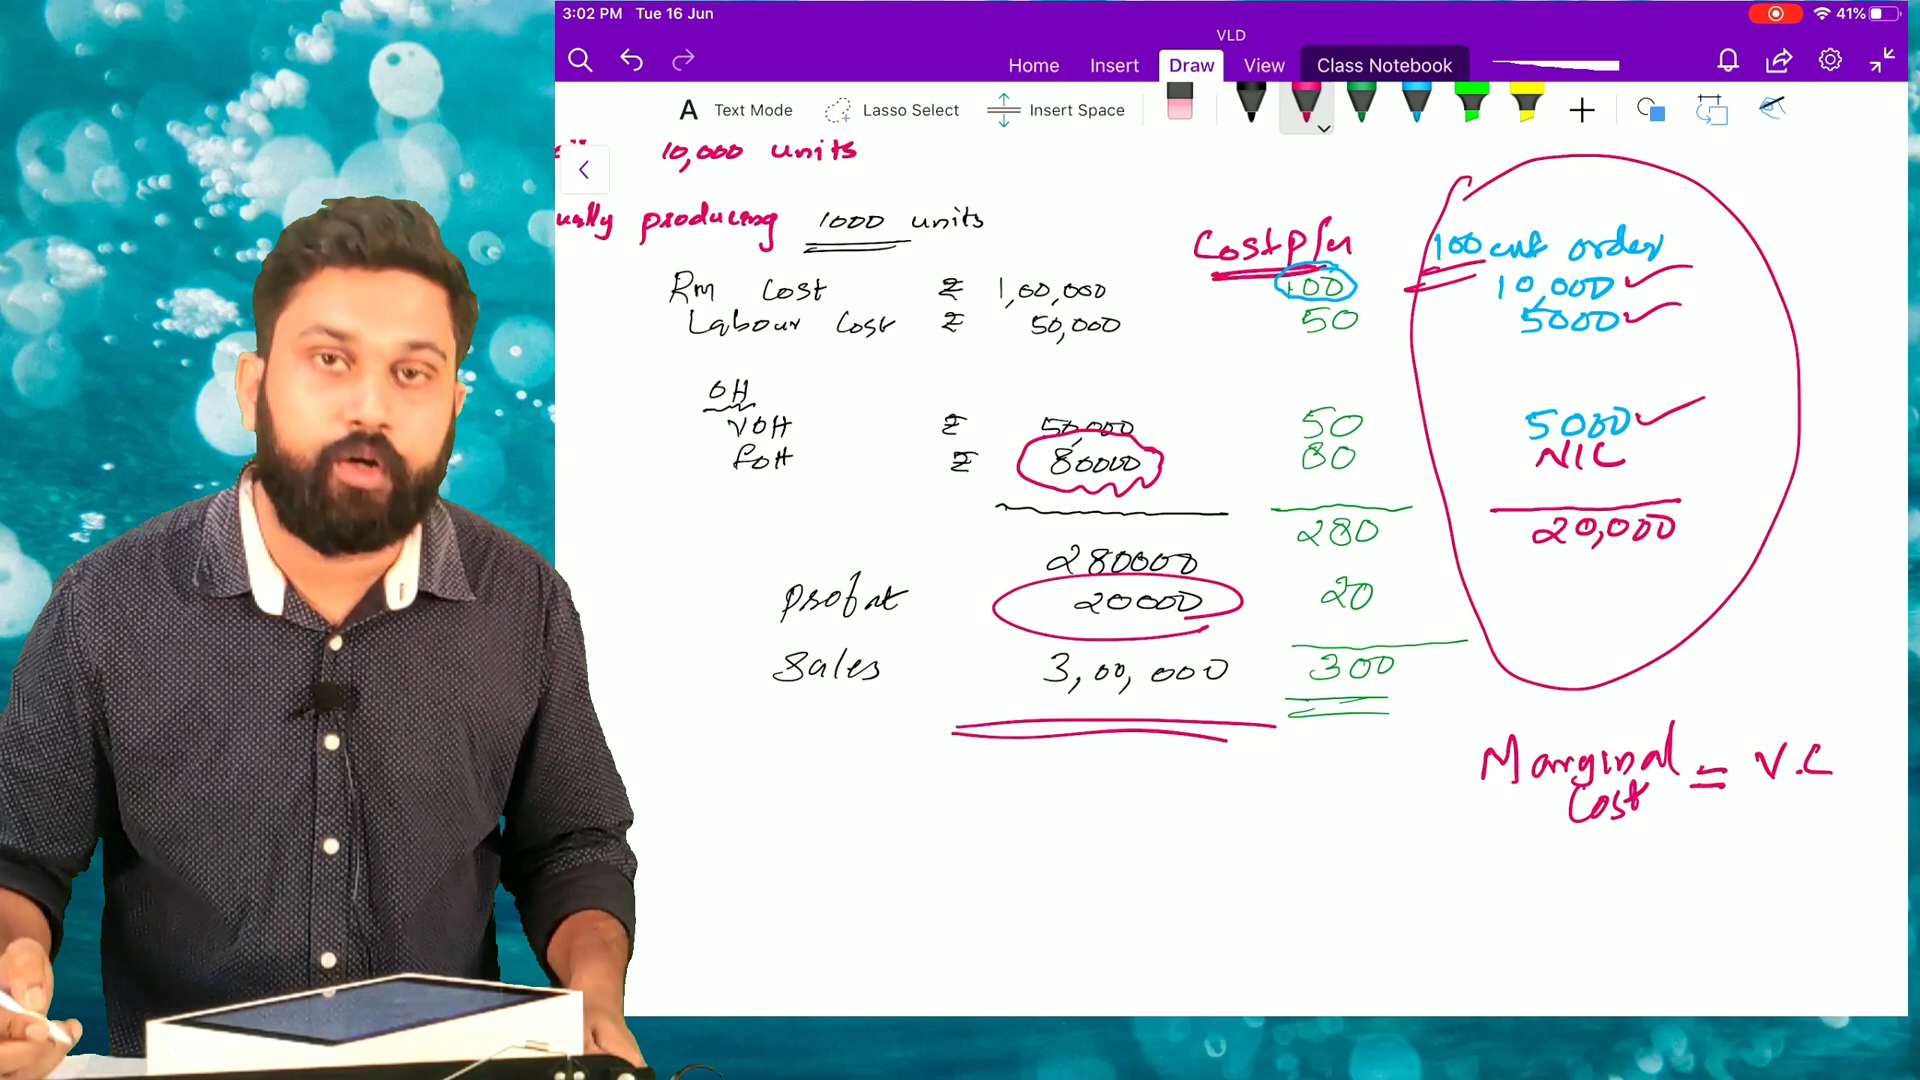 3:02 PM Tue 16 Jun
41%
VLD
Home Insert Draw View Class Notebook
A Text Mode Lasso Select Insert Space
10,000 units
ually producing 1000 units
Cost p/u
100 unit order
Rm Cost ₹ 1,00,000 100 10,000
Labour Cost ₹ 50,000 50 5000
OH
VOH ₹ 50,000 50 5000
FOH ₹ 80000 80 NIL
280000 280 20,000
Profit 20000 20
Sales 3,00,000 300
Marginal Cost = V.C